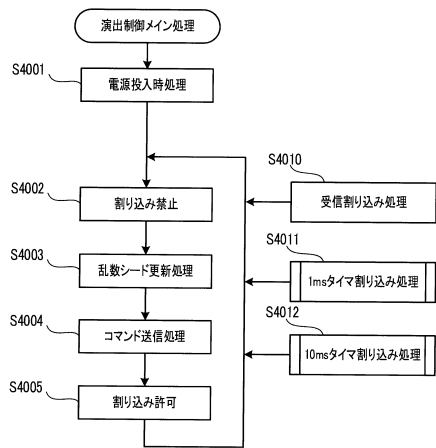 演出制御メイン処理
S4001
電源投入時処理
S4010
S4002
割り込み禁止
受信割り込み処理
S4011
S4003
乱数シード更新処理
1msタイマ割り込み処理
S4012
S4004
コマンド送信処理
10msタイマ割り込み処理
S4005
割り込み許可